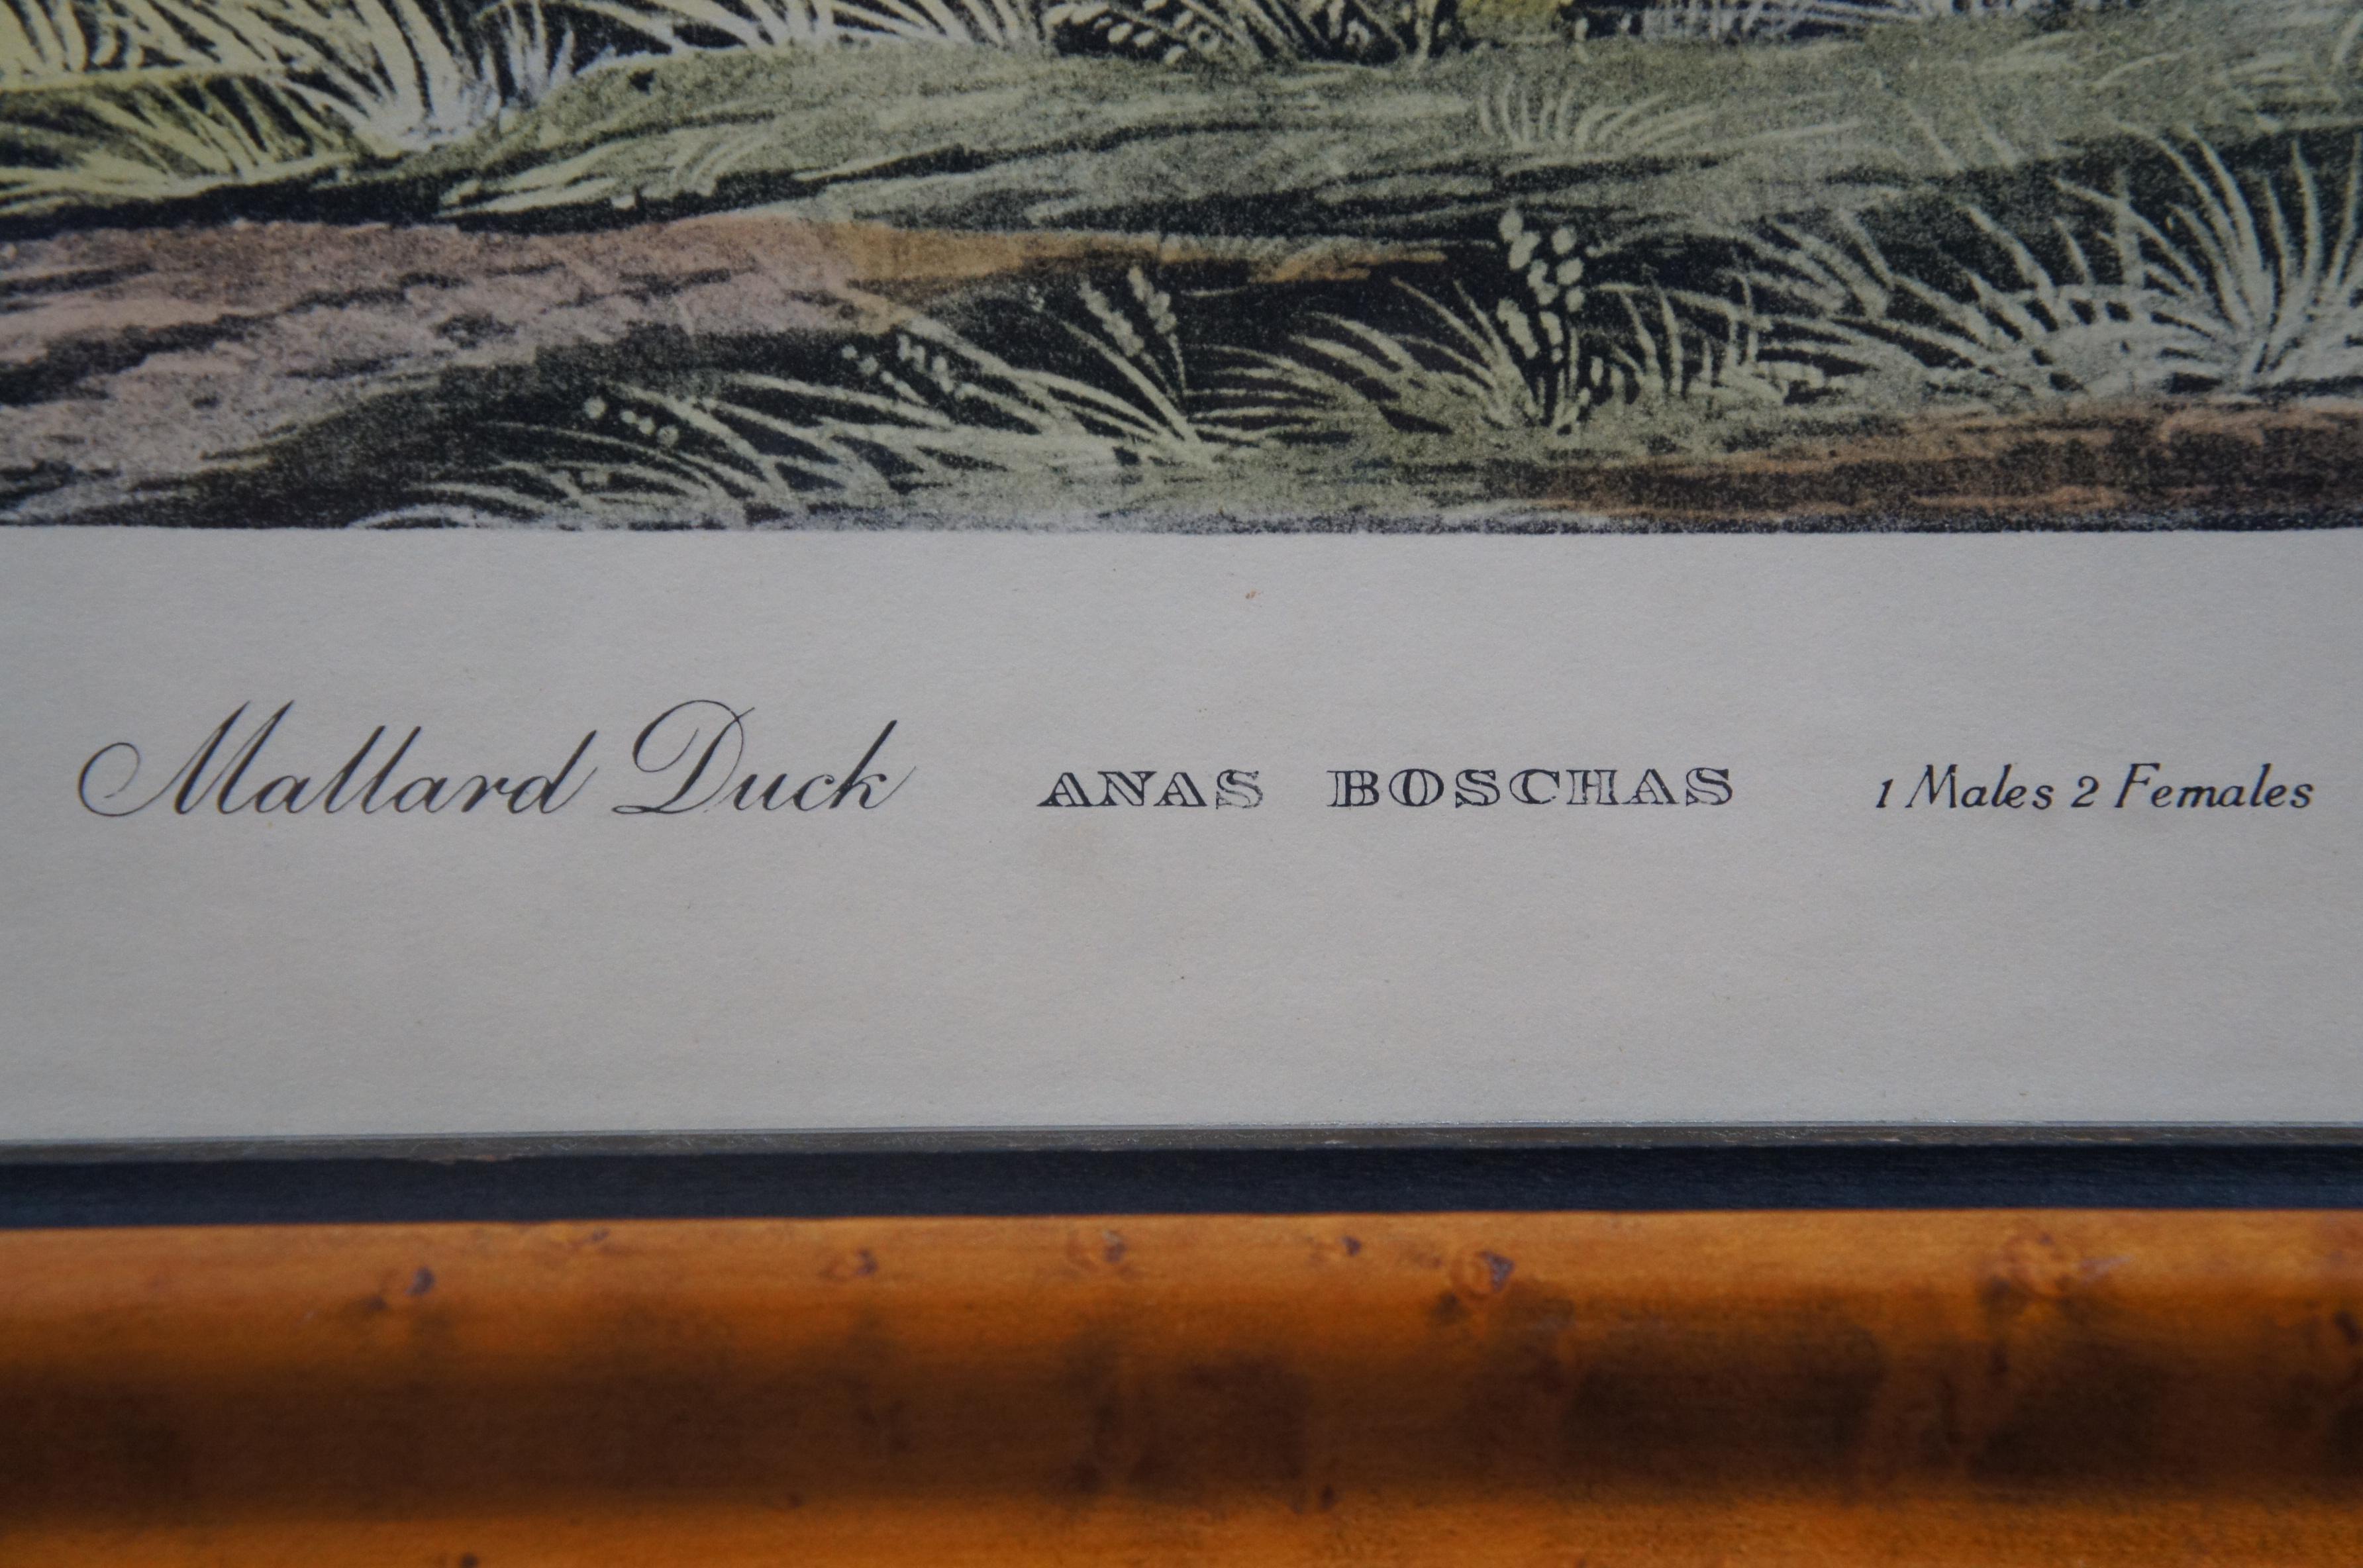 Mallard Duck ANAS BOSCHAS 1 Males 2 Females